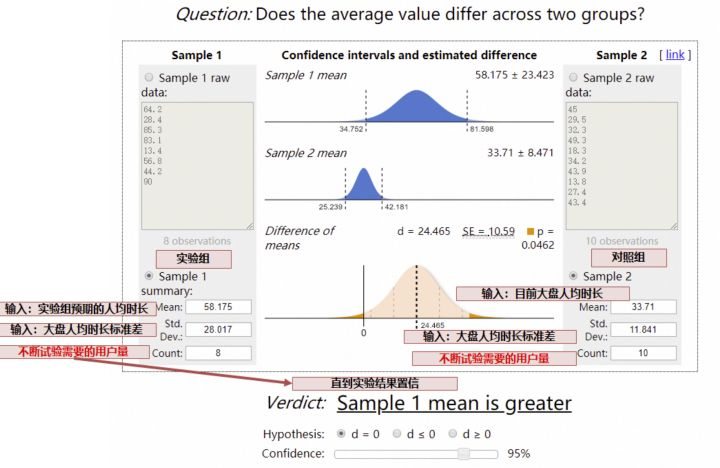 Question: Does the average value differ across two groups?
Sample 1
Confidence intervals and estimated difference
Sample 2 [ link ]
Sample 1 raw
data:
64.2
28.4
85.3
83.1
13.4
56.8
44.2
90
8 observations
实验组
Sample 1
summary:
输入：实验组预期的人均时长
Mean: 58.175
输入：大盘人均时长标准差
Std.
Dev.: 28.017
不断试验需要的用户量
Count: 8
Sample 1 mean 58.175 ± 23.423
34.752 81.598
Sample 2 mean 33.71 ± 8.471
25.239 42.181
Difference of
means
d = 24.465 SE = 10.59 p =
0.0462
0 24.465
Sample 2 raw
data:
45
29.5
32.3
49.3
18.3
34.2
43.9
13.8
27.4
43.4
10 observations
对照组
Sample 2
输入：目前大盘人均时长
Mean: 33.71
输入：大盘人均时长标准差
Std.
Dev.: 11.841
不断试验需要的用户量
Count: 10
直到实验结果置信
Verdict: Sample 1 mean is greater
Hypothesis: d = 0 d ≤ 0 d ≥ 0
Confidence: 95%